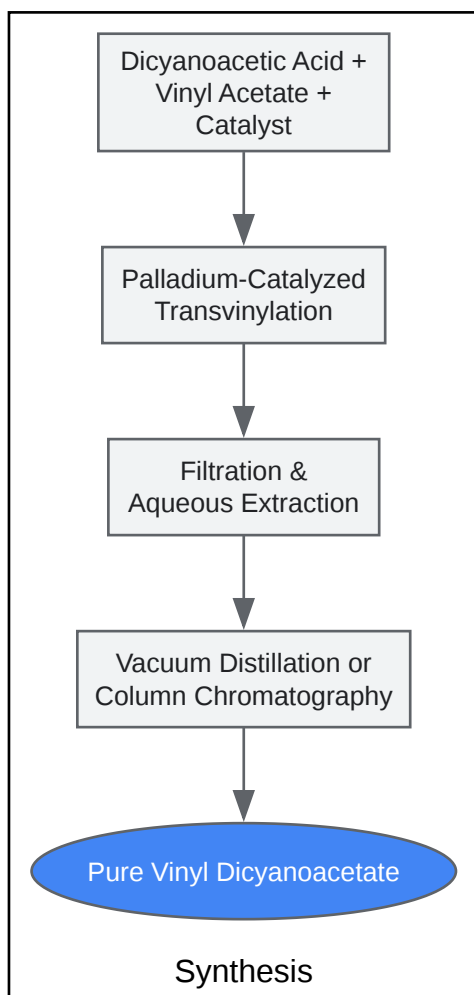 Dicyanoacetic Acid +
Vinyl Acetate +
Catalyst
Palladium-Catalyzed
Transvinylation
Filtration &
Aqueous Extraction
Vacuum Distillation or
Column Chromatography
Pure Vinyl Dicyanoacetate
Synthesis